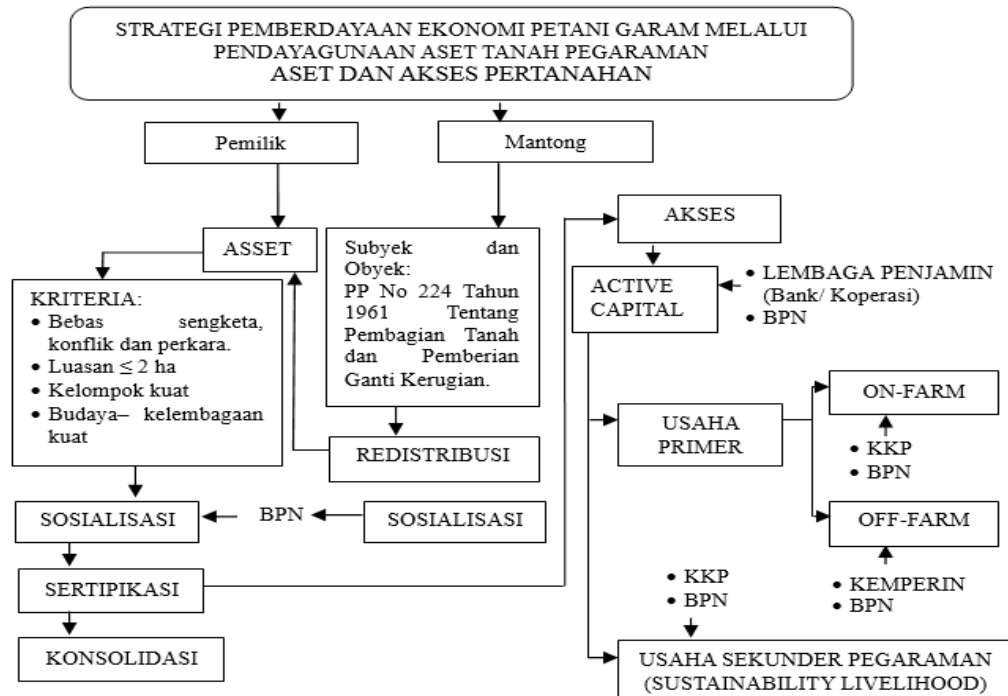 STRATEGI PEMBERDAYAAN EKONOMI PETANI GARAM MELALUI
PENDAYAGUNAAN ASET TANAH PEGARAMAN
ASET DAN AKSES PERTANAHAN
Pemilik
Mantong
ASSET
KRITERIA:
• Bebas sengketa,
konflik dan perkara.
• Luasan ≤ 2 ha
• Kelompok kuat
• Budaya– kelembagaan
kuat
Subyek dan
Obyek:
PP No 224 Tahun
1961 Tentang
Pembagian Tanah
dan Pemberian
Ganti Kerugian.
REDISTRIBUSI
SOSIALISASI
BPN
SOSIALISASI
SERTIPIKASI
KONSOLIDASI
AKSES
ACTIVE
CAPITAL
• LEMBAGA PENJAMIN
(Bank/ Koperasi)
• BPN
USAHA
PRIMER
ON-FARM
• KKP
• BPN
OFF-FARM
• KEMPERIN
• BPN
• KKP
• BPN
USAHA SEKUNDER PEGARAMAN
(SUSTAINABILITY LIVELIHOOD)